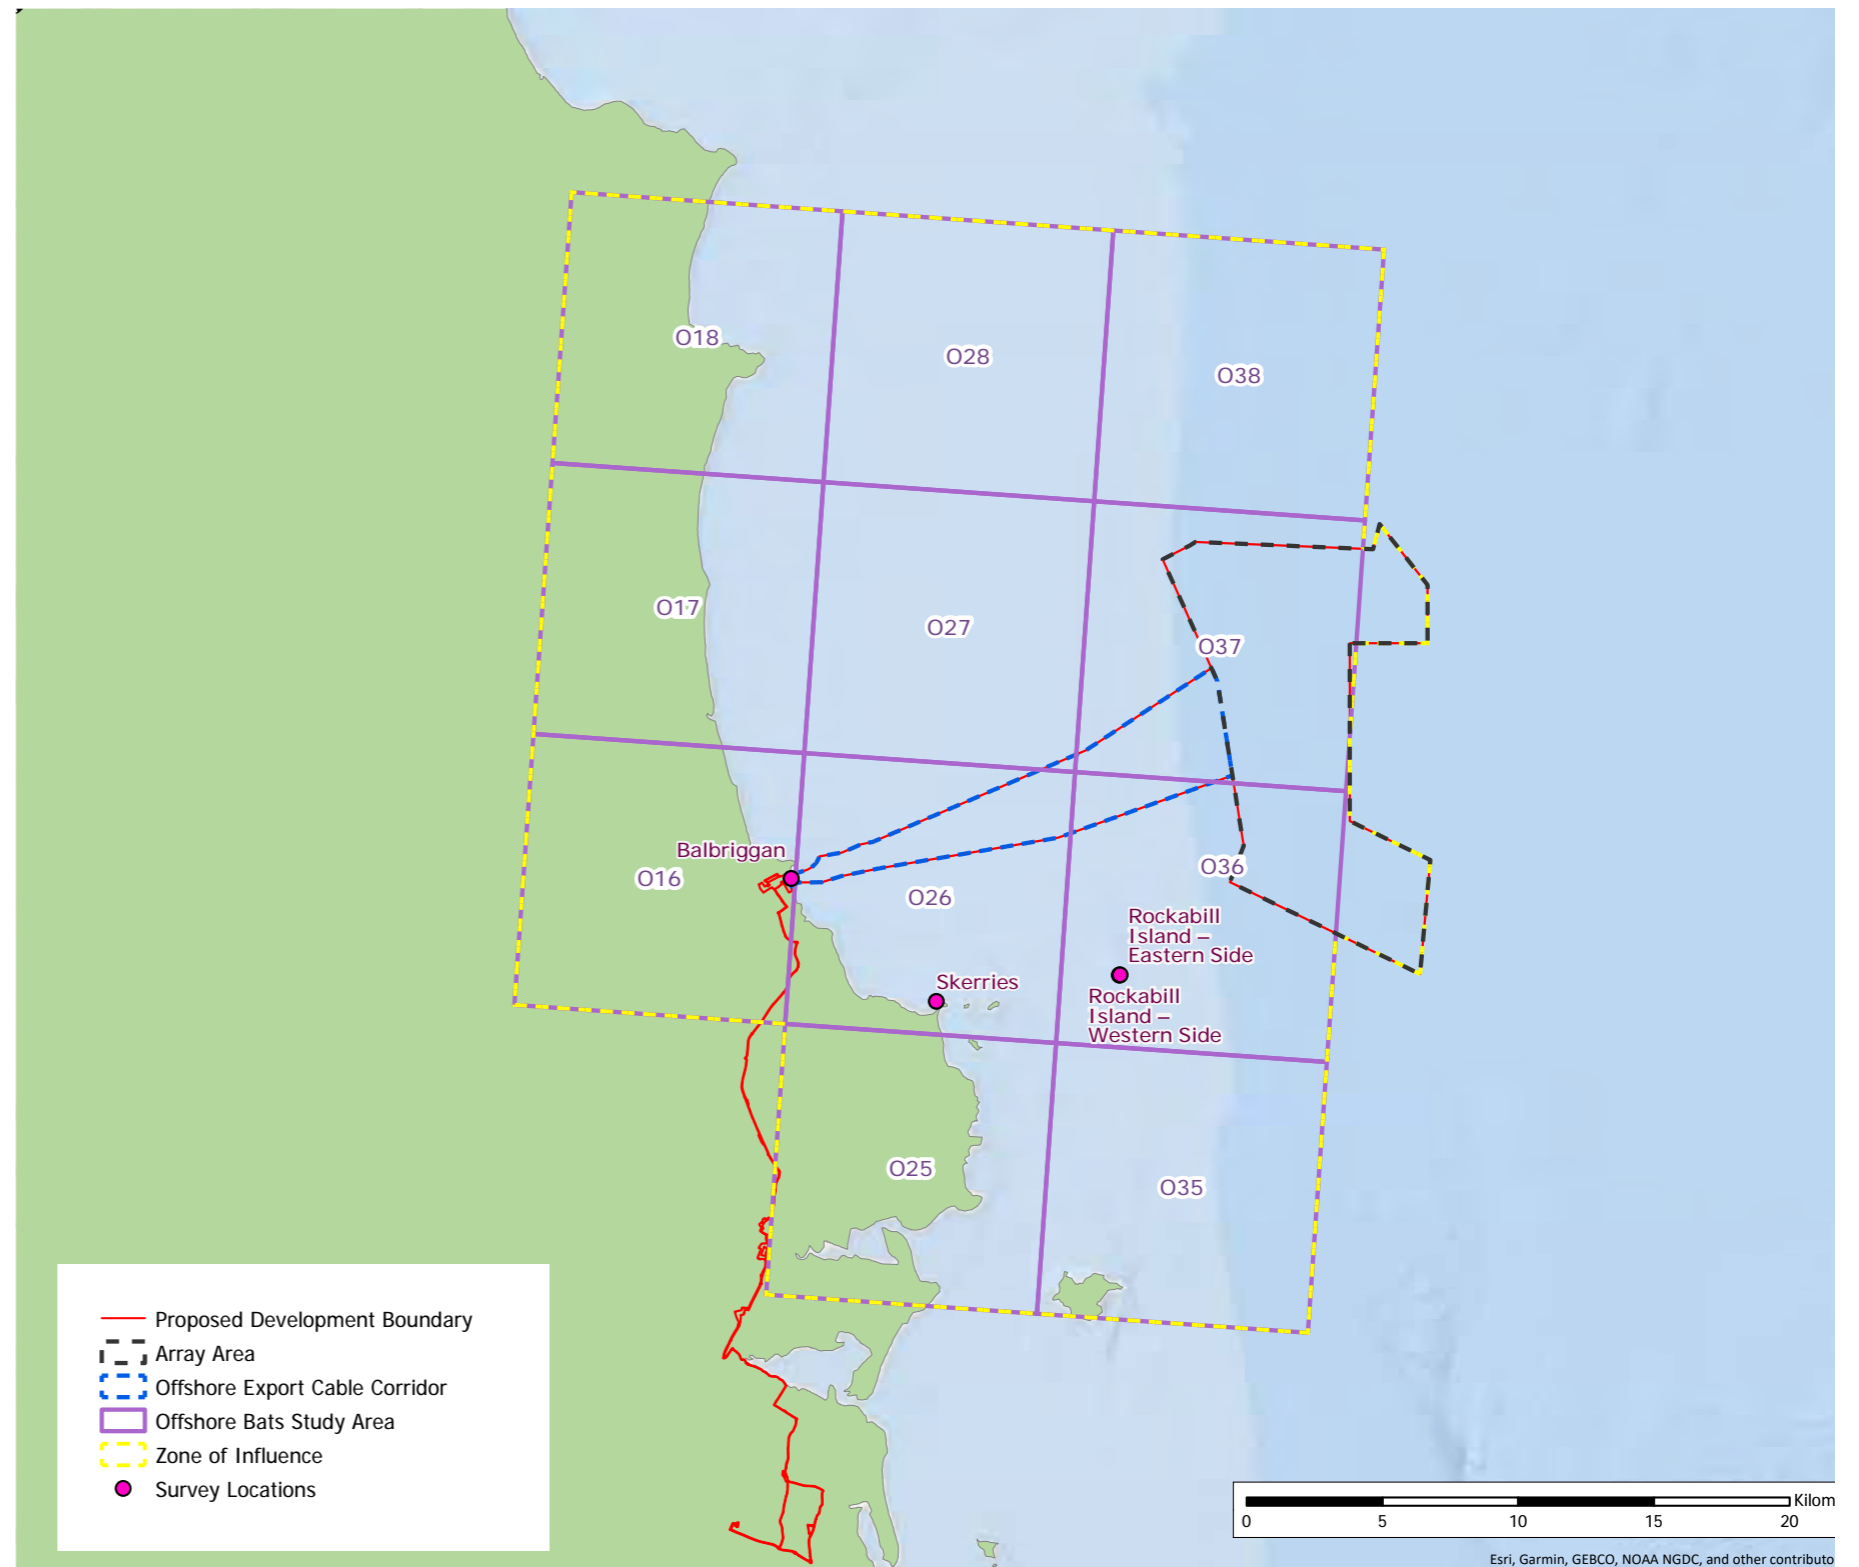 O18
O28
O38
O17
O27
O37
Balbriggan
O16
O26
O36
Rockabill
Island –
Eastern Side
Skerries
Rockabill
Island –
Western Side
O25
O35
Proposed Development Boundary
Array Area
Offshore Export Cable Corridor
Offshore Bats Study Area
Zone of Influence
Survey Locations
Kilom
0 5 10 15 20
Esri, Garmin, GEBCO, NOAA NGDC, and other contributo